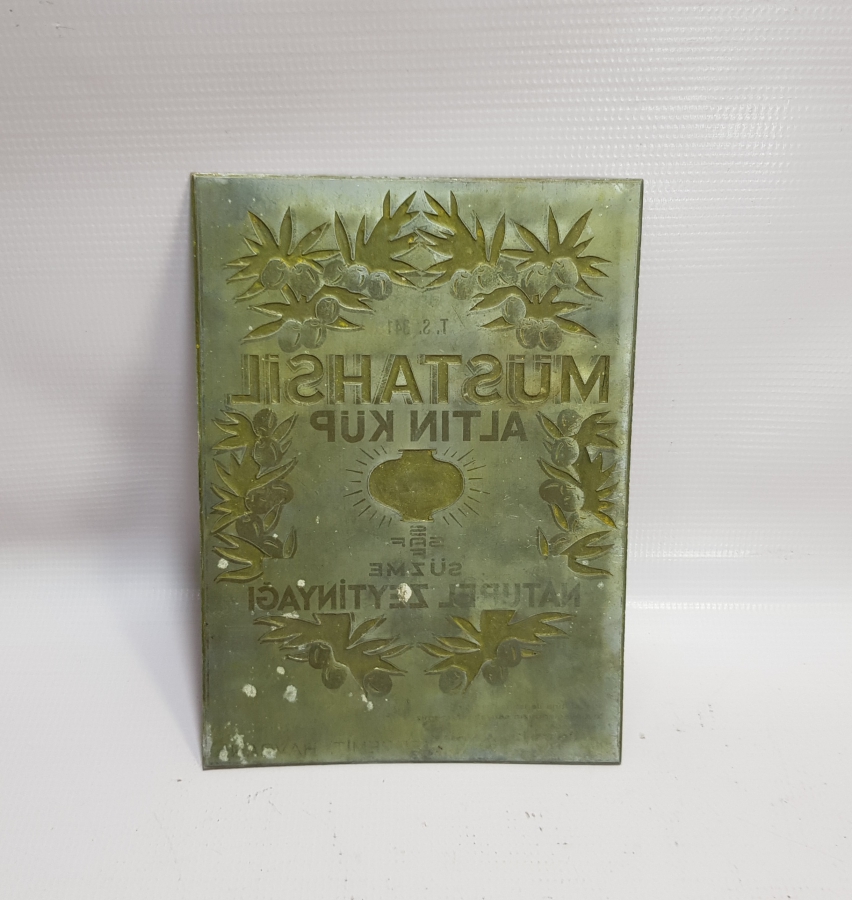 T.S. 341
MÜSTAHSİL
ALTIN KÜP
SÜZME
NATUREL ZEYTİNYAĞI